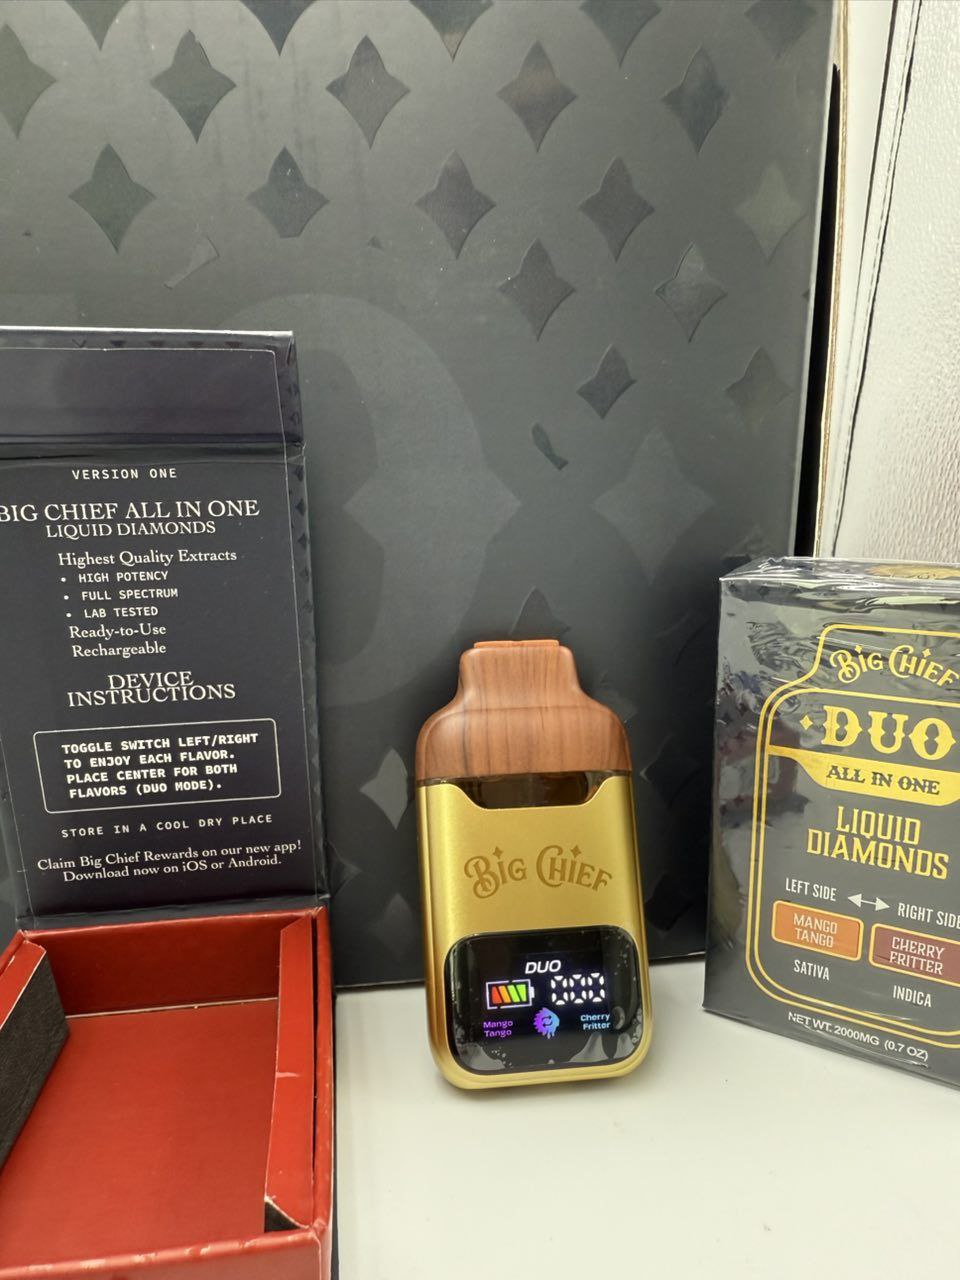 VERSION ONE
BIG CHIEF ALL IN ONE
LIQUID DIAMONDS
Highest Quality Extracts
• HIGH POTENCY
• FULL SPECTRUM
• LAB TESTED
Ready-to-Use
Rechargeable
DEVICE
INSTRUCTIONS
TOGGLE SWITCH LEFT/RIGHT
TO ENJOY EACH FLAVOR.
PLACE CENTER FOR BOTH
FLAVORS (DUO MODE).
STORE IN A COOL DRY PLACE
Claim Big Chief Rewards on our new app!
Download now on iOS or Android.
BIG CHIEF
DUO
000
Mango
Tango
Cherry
Fritter
BIG CHIEF
DUO
ALL IN ONE
LIQUID
DIAMONDS
LEFT SIDE
RIGHT SIDE
MANGO
TANGO
CHERRY
FRITTER
SATIVA
INDICA
NET WT. 2000MG (0.7 OZ)